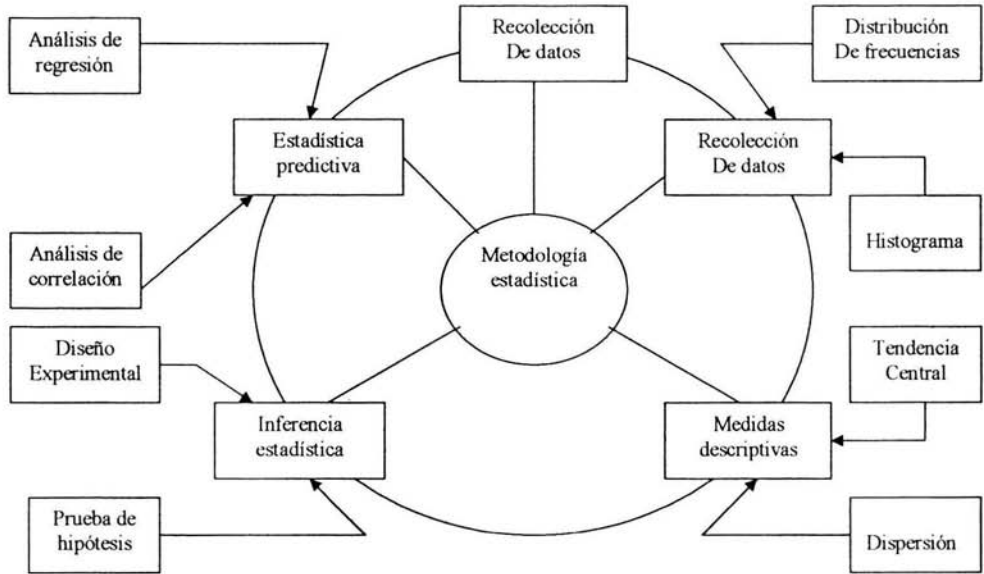 Análisis de
regresión
Recolección
De datos
Distribución
De frecuencias
Estadística
predictiva
Recolección
De datos
Análisis de
correlación
Metodología
estadística
Histograma
Diseño
Experimental
Tendencia
Central
Inferencia
estadística
Medidas
descriptivas
Prueba de
hipótesis
Dispersión